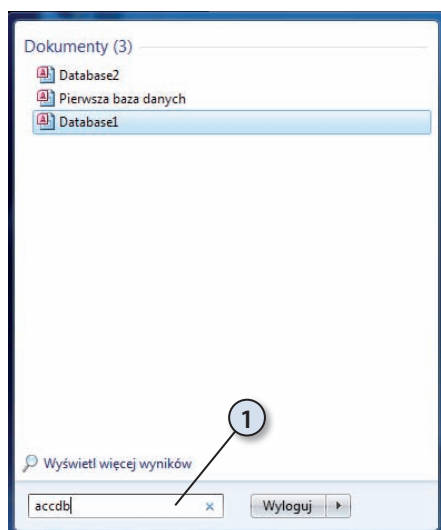 Dokumenty (3)
Database2
Pierwsza baza danych
Database1
1
Wyświetl więcej wyników
accdb
Wyloguj